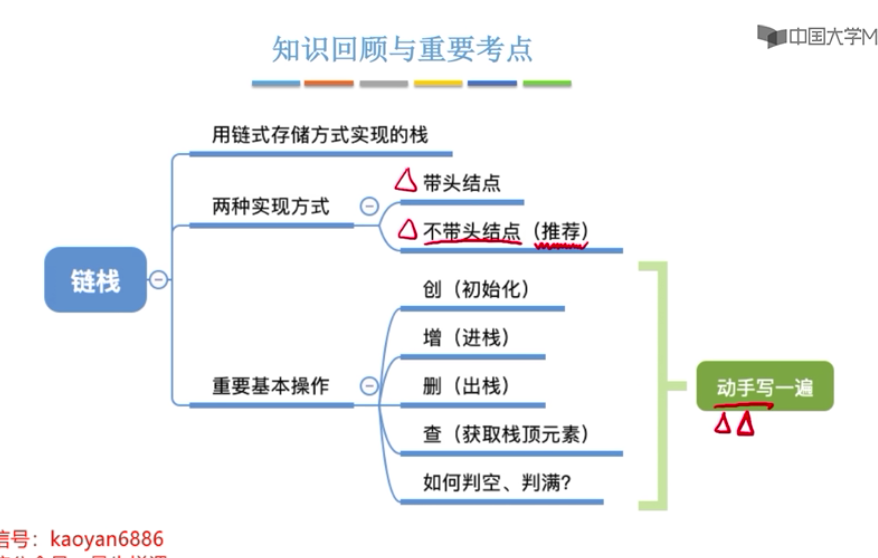 知识回顾与重要考点
中国大学M
用链式存储方式实现的栈
两种实现方式
带头结点
不带头结点（推荐）
链栈
重要基本操作
创（初始化）
增（进栈）
删（出栈）
查（获取栈顶元素）
如何判空、判满？
动手写一遍
信号：kaoyan6886